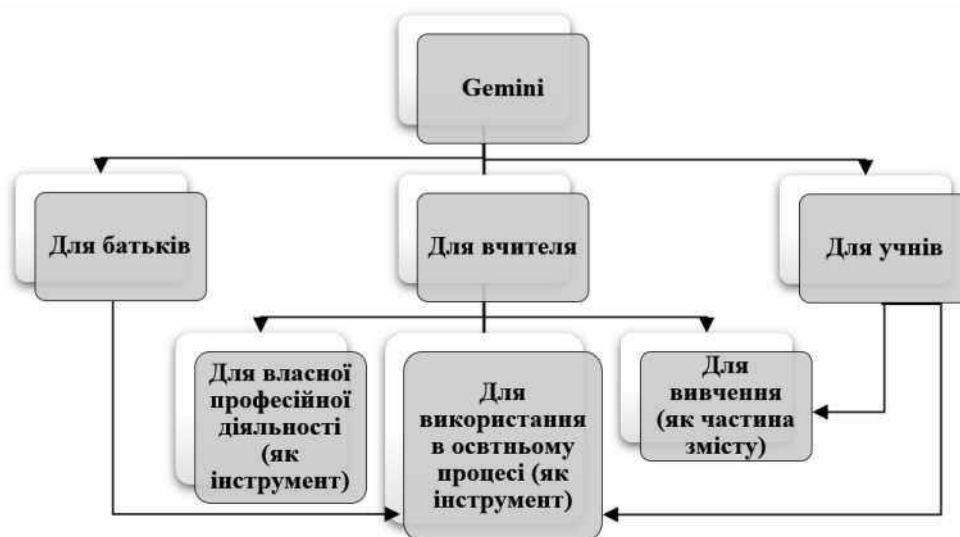 Gemini
Для батьків
Для вчителя
Для учнів
Для власної
професійної
діяльності
(як
інструмент)
Для
використання
в освтньому
процесі (як
інструмент)
Для
вивчення
(як частина
змісту)